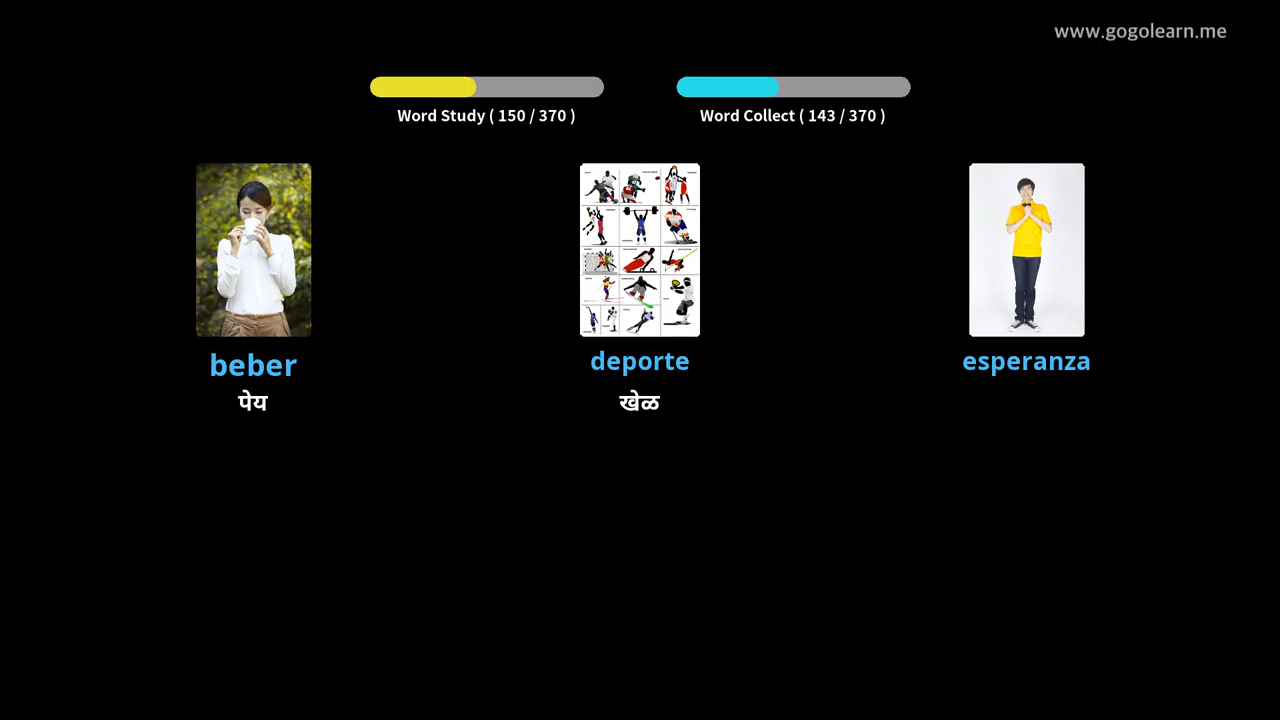 www.gogolearn.me
Word Study ( 150 / 370 )
Word Collect ( 143 / 370 )
beber
deporte
esperanza
पेय
खेळ